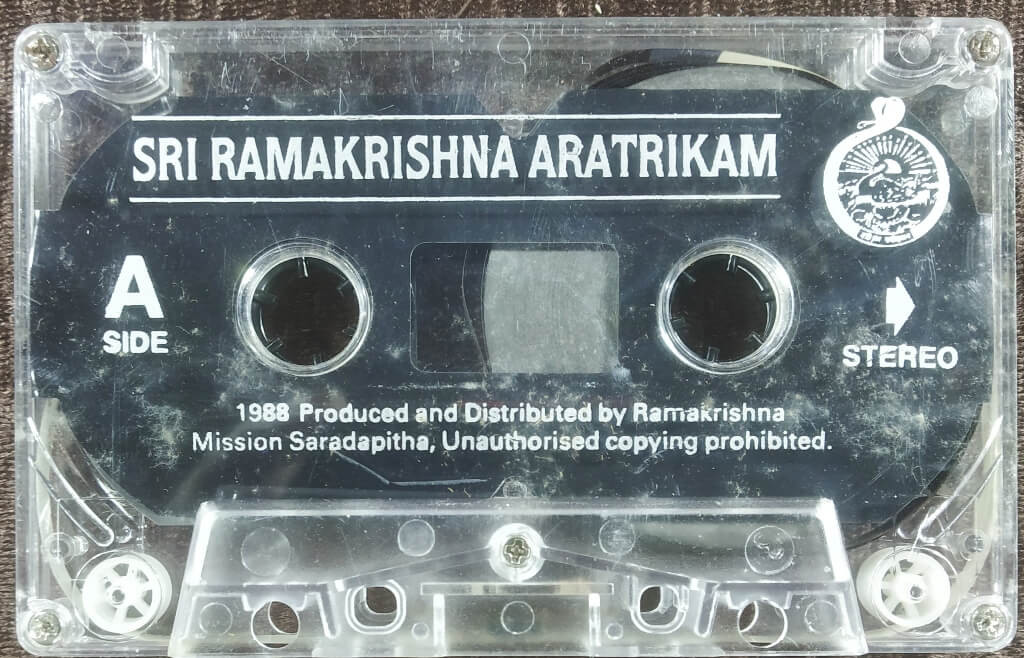 SRI RAMAKRISHNA ARATRIKAM
A
SIDE
STEREO
1988 Produced and Distributed by Ramakrishna
Mission Saradapitha, Unauthorised copying prohibited.